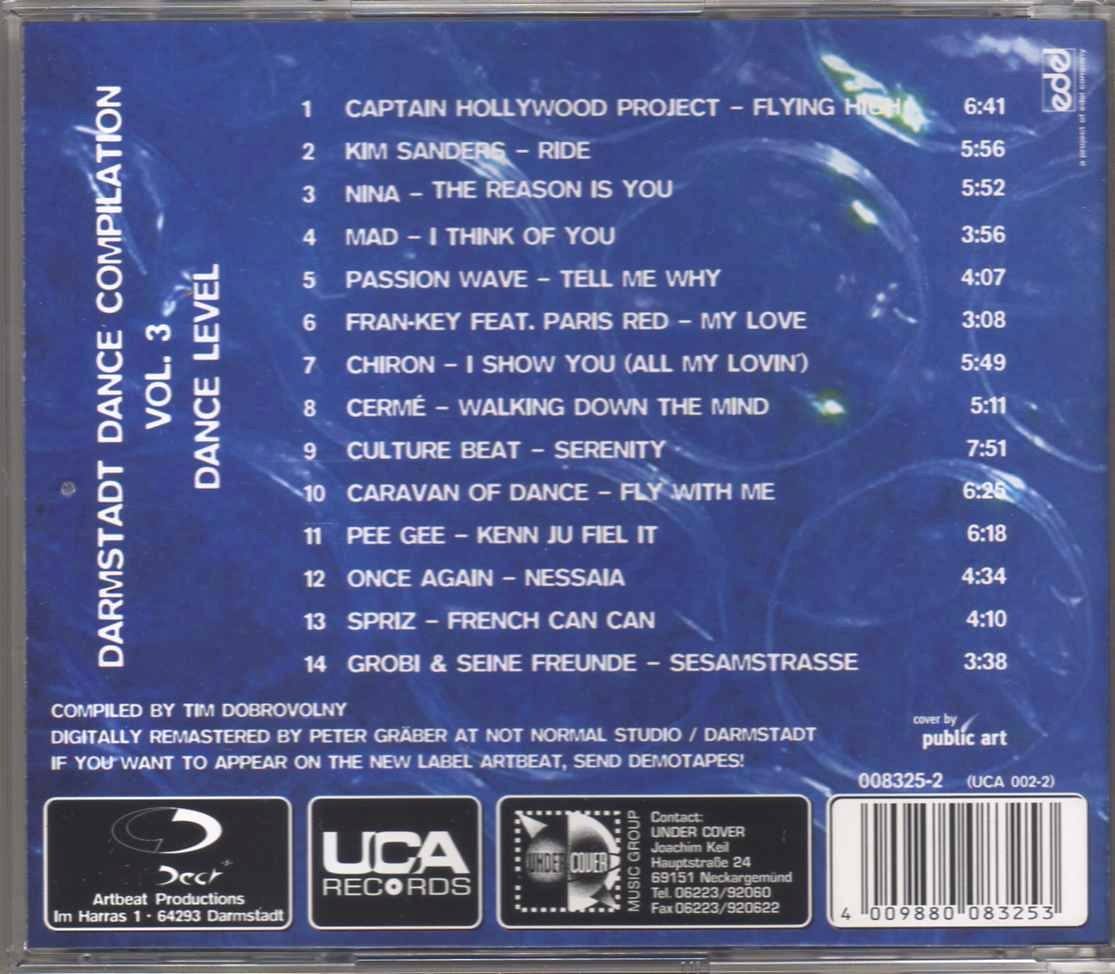 DARMSTADT DANCE COMPILATION
VOL. 3
DANCE LEVEL
1 CAPTAIN HOLLYWOOD PROJECT – FLYING HIGH 6:41
2 KIM SANDERS – RIDE 5:56
3 NINA – THE REASON IS YOU 5:52
4 MAD – I THINK OF YOU 3:56
5 PASSION WAVE – TELL ME WHY 4:07
6 FRAN-KEY FEAT. PARIS RED – MY LOVE 3:08
7 CHIRON – I SHOW YOU (ALL MY LOVIN') 5:49
8 CERMÉ – WALKING DOWN THE MIND 5:11
9 CULTURE BEAT – SERENITY 7:51
10 CARAVAN OF DANCE – FLY WITH ME 6:25
11 PEE GEE – KENN JU FIEL IT 6:18
12 ONCE AGAIN – NESSAIA 4:34
13 SPRIZ – FRENCH CAN CAN 4:10
14 GROBI & SEINE FREUNDE – SESAMSTRASSE 3:38
edel
a product of edel company
COMPILED BY TIM DOBROVOLNY
DIGITALLY REMASTERED BY PETER GRÄBER AT NOT NORMAL STUDIO / DARMSTADT
IF YOU WANT TO APPEAR ON THE NEW LABEL ARTBEAT, SEND DEMOTAPES!
cover by
public art
008325-2 (UCA 002-2)
Artbeat Productions
Im Harras 1 · 64293 Darmstadt
UCA
RECORDS
UNDER COVER
MUSIC GROUP
Contact:
UNDER COVER
Joachim Keil
Hauptstraße 24
69151 Neckargemünd
Tel. 06223/92060
Fax 06223/920622
4 009880 083253